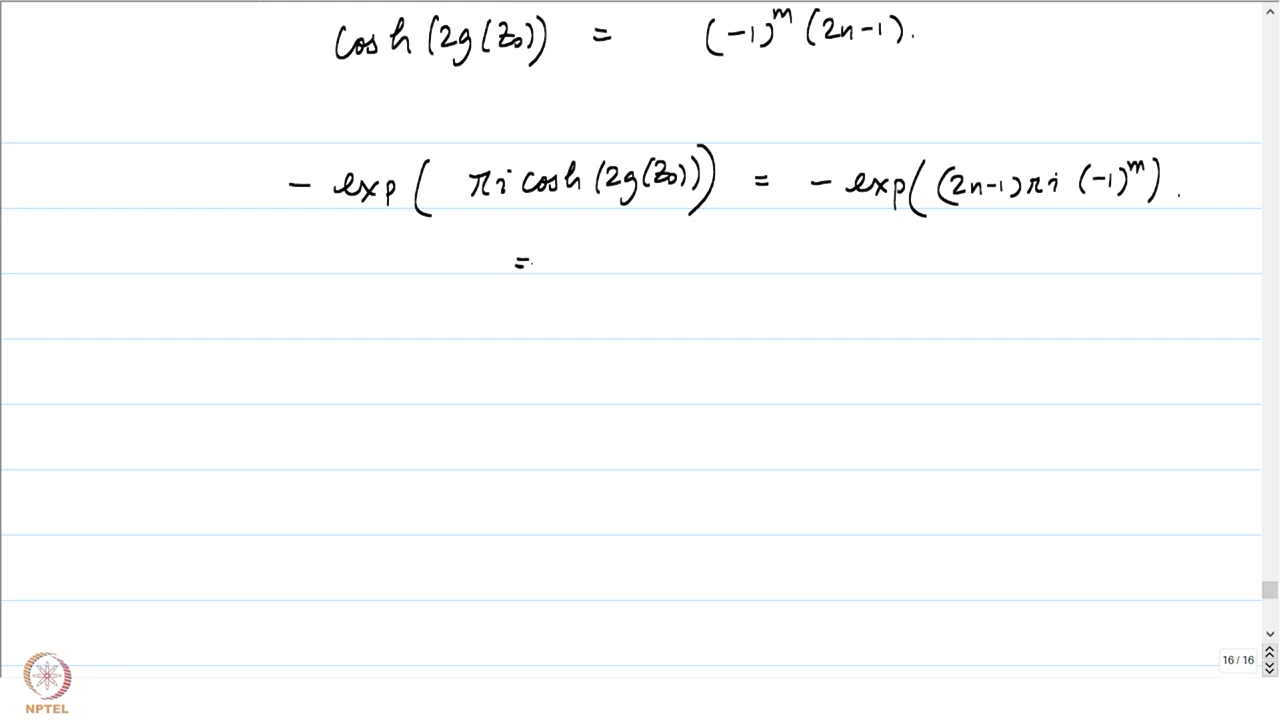 cosh (2g(z₀)) = (-1)^m (2n-1).
- exp( πi cosh (2g(z₀))) = - exp((2n-1)πi (-1)^m).
=
16 / 16
NPTEL